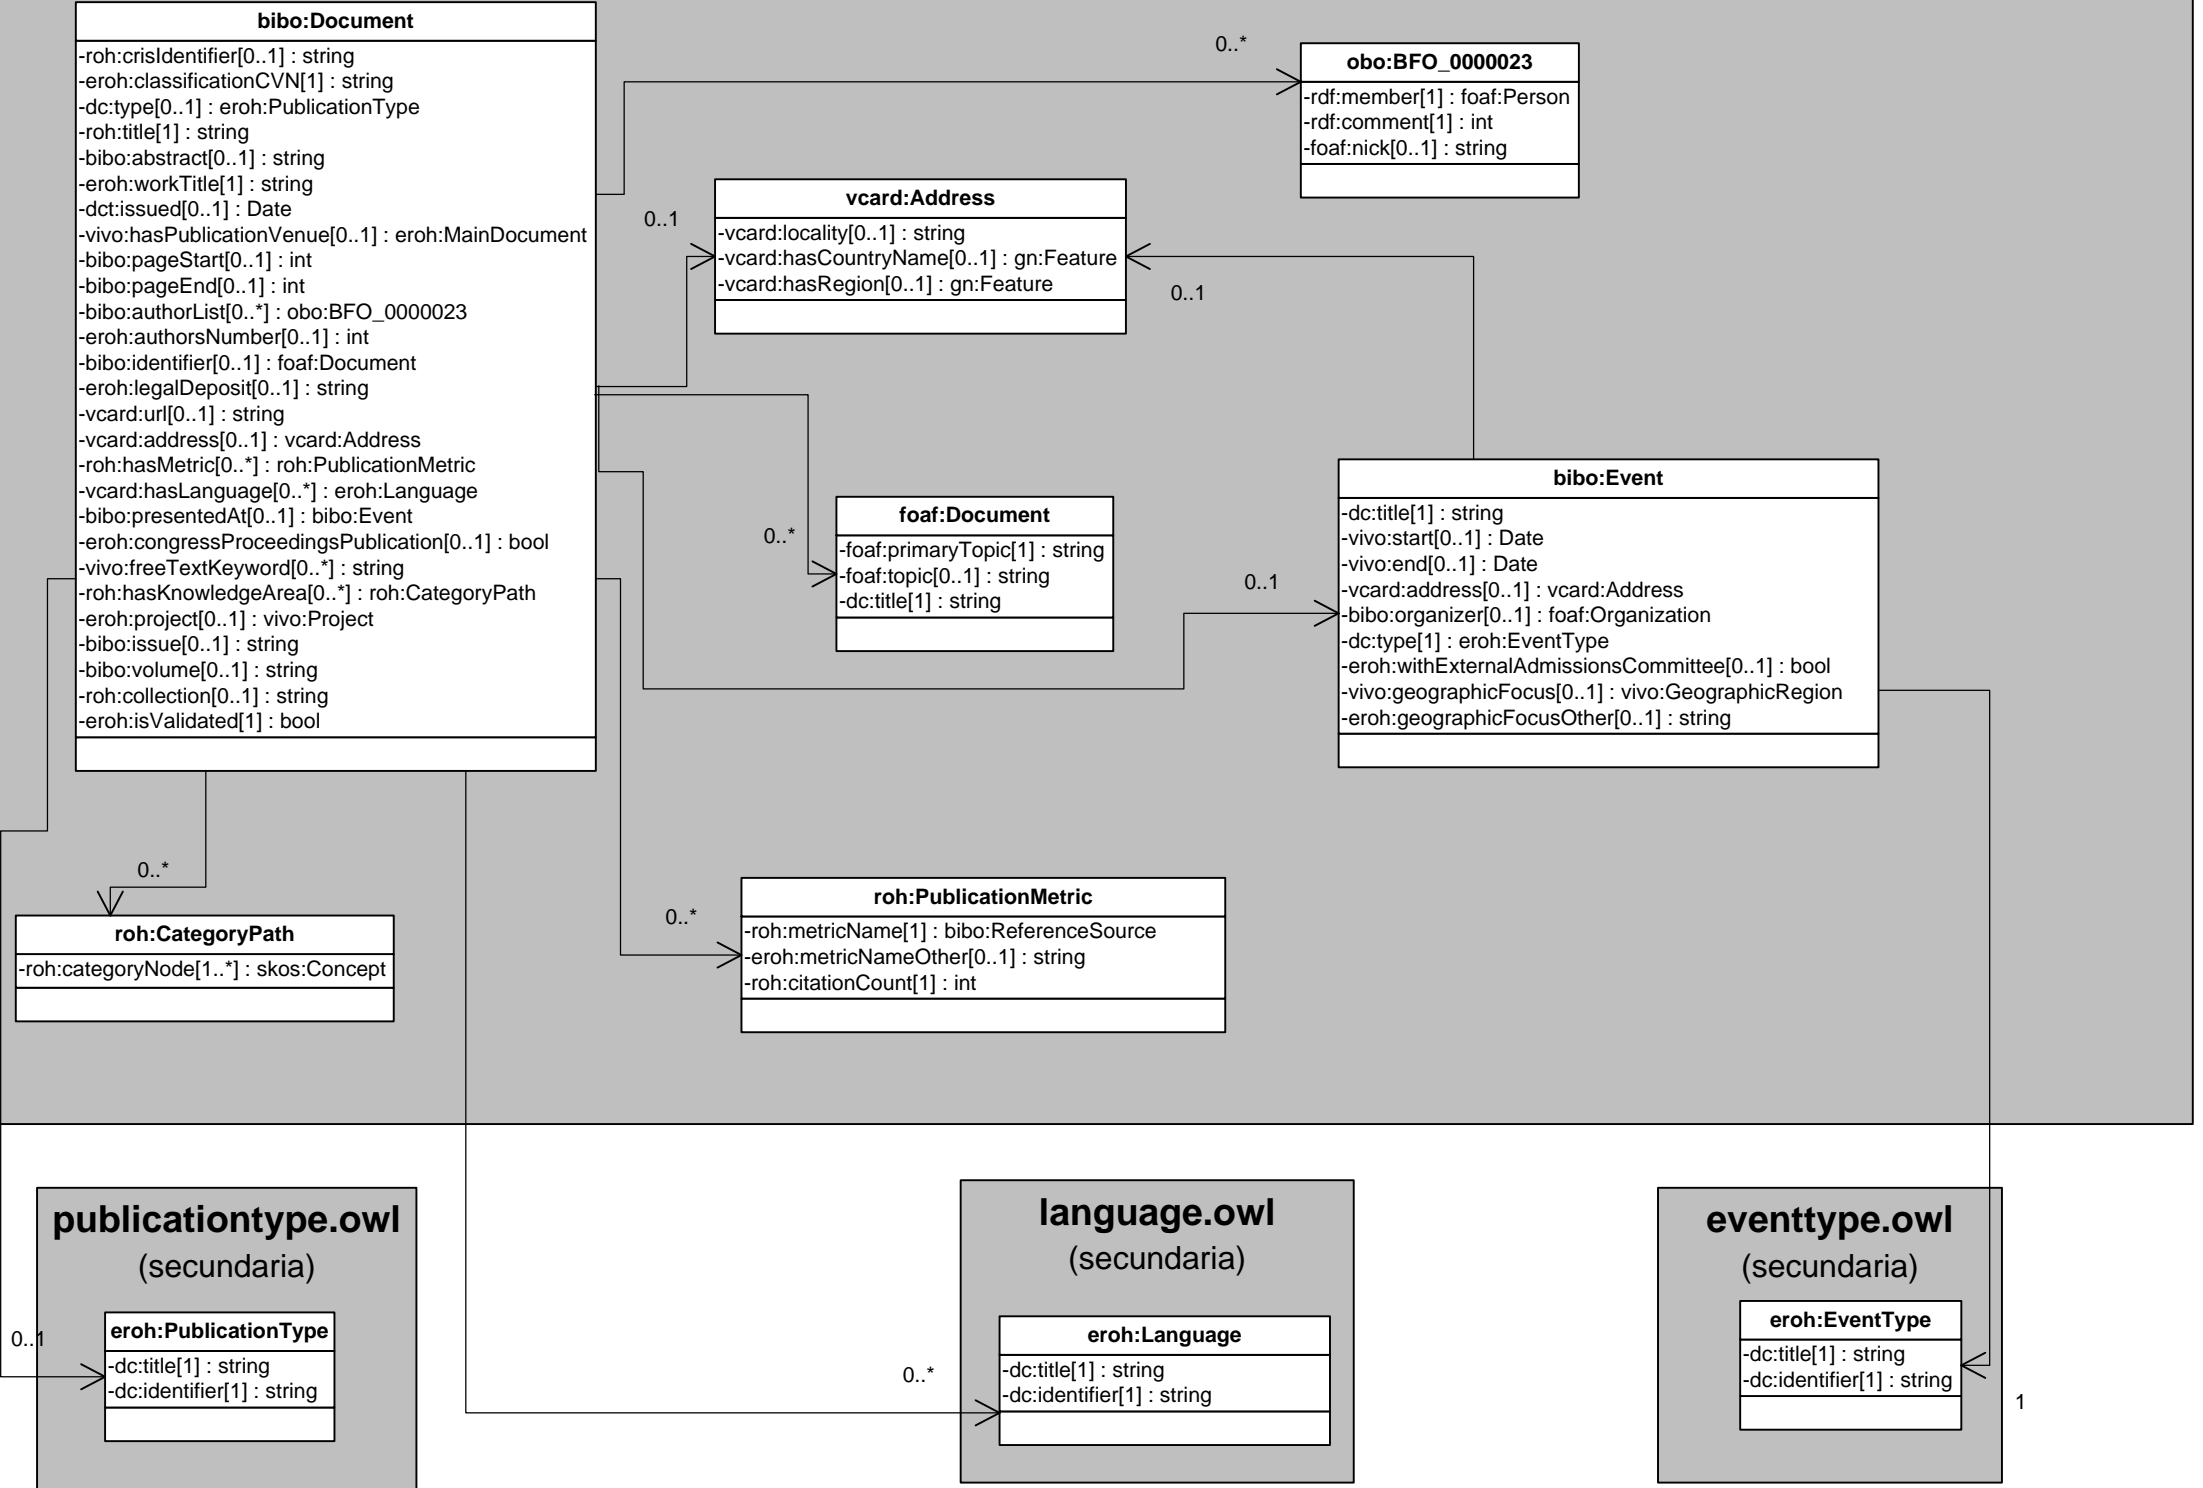 bibo:Document
-roh:crisIdentifier[0..1] : string
-eroh:classificationCVN[1] : string
-dc:type[0..1] : eroh:PublicationType
-roh:title[1] : string
-bibo:abstract[0..1] : string
-eroh:workTitle[1] : string
-dct:issued[0..1] : Date
-vivo:hasPublicationVenue[0..1] : eroh:MainDocument
-bibo:pageStart[0..1] : int
-bibo:pageEnd[0..1] : int
-bibo:authorList[0..*] : obo:BFO_0000023
-eroh:authorsNumber[0..1] : int
-bibo:identifier[0..1] : foaf:Document
-eroh:legalDeposit[0..1] : string
-vcard:url[0..1] : string
-vcard:address[0..1] : vcard:Address
-roh:hasMetric[0..*] : roh:PublicationMetric
-vcard:hasLanguage[0..*] : eroh:Language
-bibo:presentedAt[0..1] : bibo:Event
-eroh:congressProceedingsPublication[0..1] : bool
-vivo:freeTextKeyword[0..*] : string
-roh:hasKnowledgeArea[0..*] : roh:CategoryPath
-eroh:project[0..1] : vivo:Project
-bibo:issue[0..1] : string
-bibo:volume[0..1] : string
-roh:collection[0..1] : string
-eroh:isValidated[1] : bool
0..*
obo:BFO_0000023
-rdf:member[1] : foaf:Person
-rdf:comment[1] : int
-foaf:nick[0..1] : string
0..1
vcard:Address
-vcard:locality[0..1] : string
-vcard:hasCountryName[0..1] : gn:Feature
-vcard:hasRegion[0..1] : gn:Feature
0..1
0..*
foaf:Document
-foaf:primaryTopic[1] : string
-foaf:topic[0..1] : string
-dc:title[1] : string
0..1
bibo:Event
-dc:title[1] : string
-vivo:start[0..1] : Date
-vivo:end[0..1] : Date
-vcard:address[0..1] : vcard:Address
-bibo:organizer[0..1] : foaf:Organization
-dc:type[1] : eroh:EventType
-eroh:withExternalAdmissionsCommittee[0..1] : bool
-vivo:geographicFocus[0..1] : vivo:GeographicRegion
-eroh:geographicFocusOther[0..1] : string
0..*
roh:CategoryPath
-roh:categoryNode[1..*] : skos:Concept
0..*
roh:PublicationMetric
-roh:metricName[1] : bibo:ReferenceSource
-eroh:metricNameOther[0..1] : string
-roh:citationCount[1] : int
publicationtype.owl
(secundaria)
0..1
eroh:PublicationType
-dc:title[1] : string
-dc:identifier[1] : string
language.owl
(secundaria)
0..*
eroh:Language
-dc:title[1] : string
-dc:identifier[1] : string
eventtype.owl
(secundaria)
eroh:EventType
-dc:title[1] : string
-dc:identifier[1] : string
1